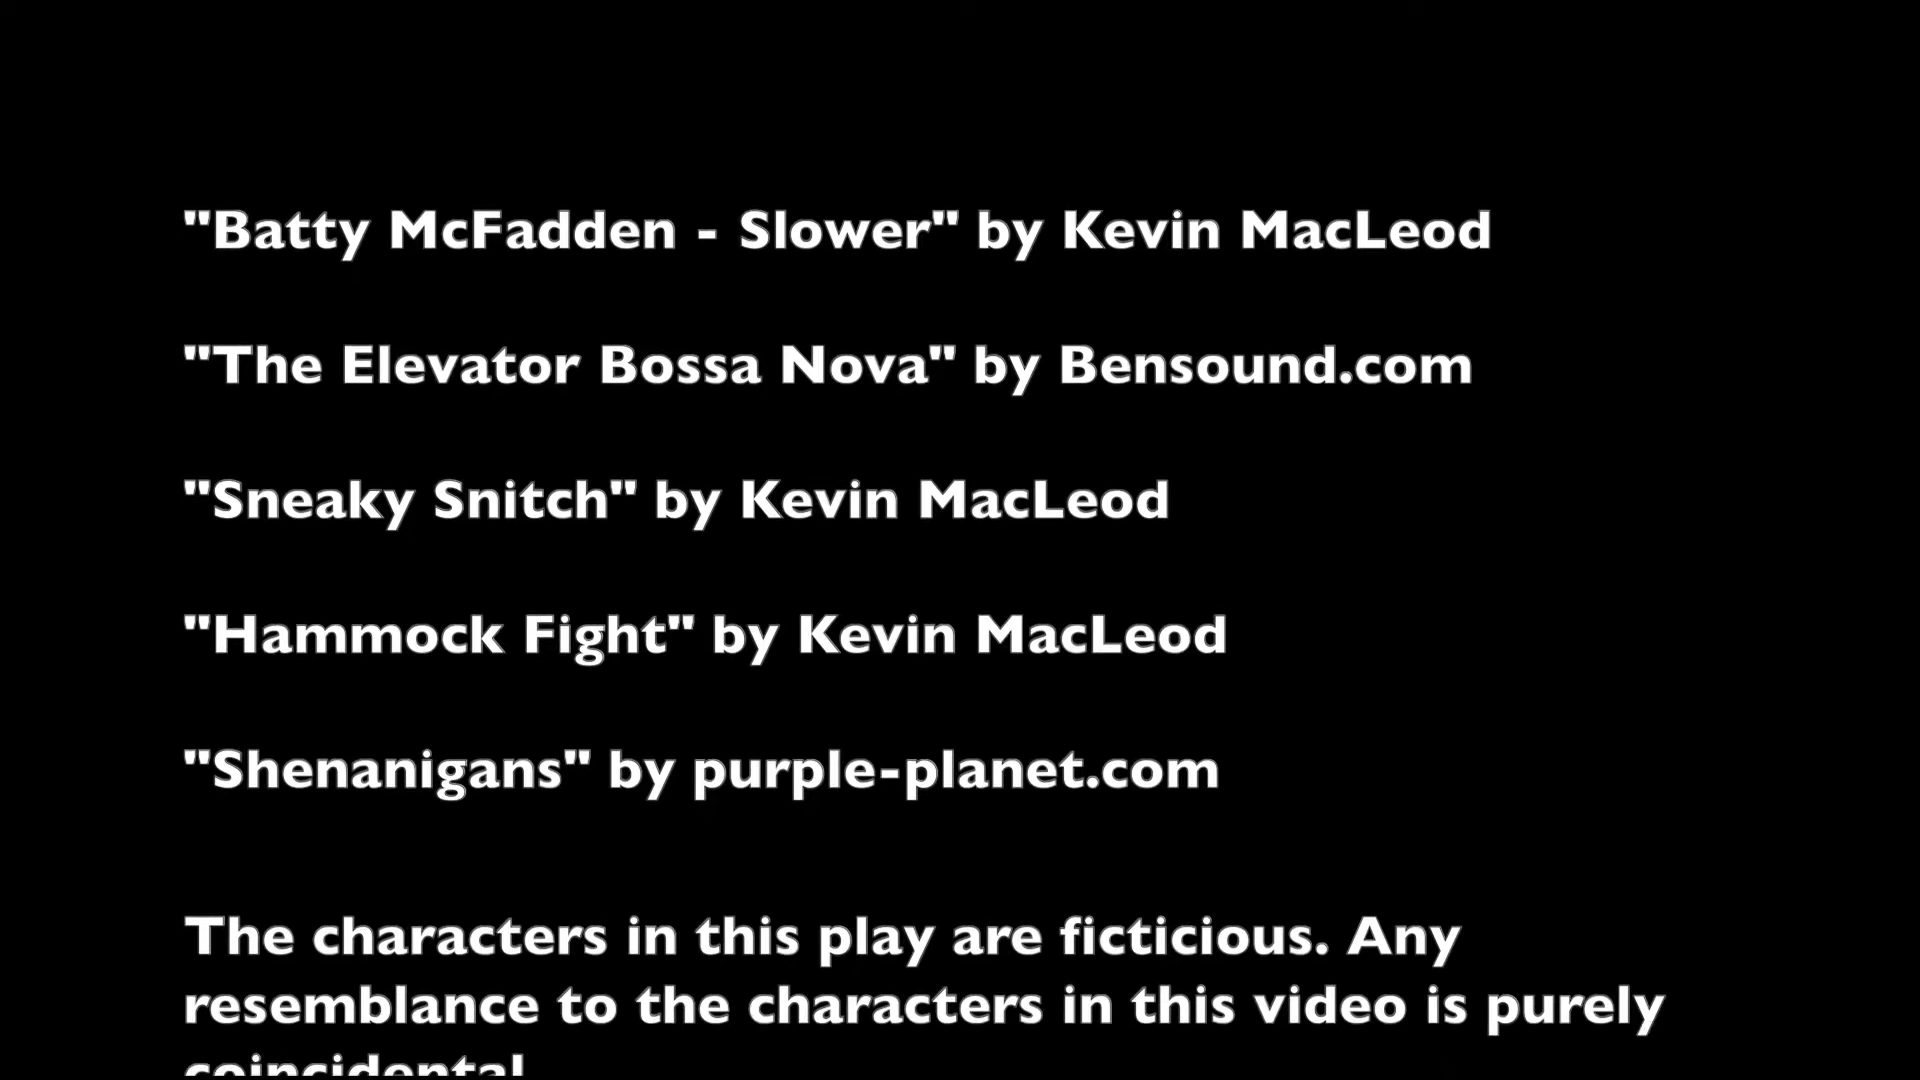 "Batty McFadden - Slower" by Kevin MacLeod
"The Elevator Bossa Nova" by Bensound.com
"Sneaky Snitch" by Kevin MacLeod
"Hammock Fight" by Kevin MacLeod
"Shenanigans" by purple-planet.com
The characters in this play are ficticious. Any
resemblance to the characters in this video is purely
coincidental